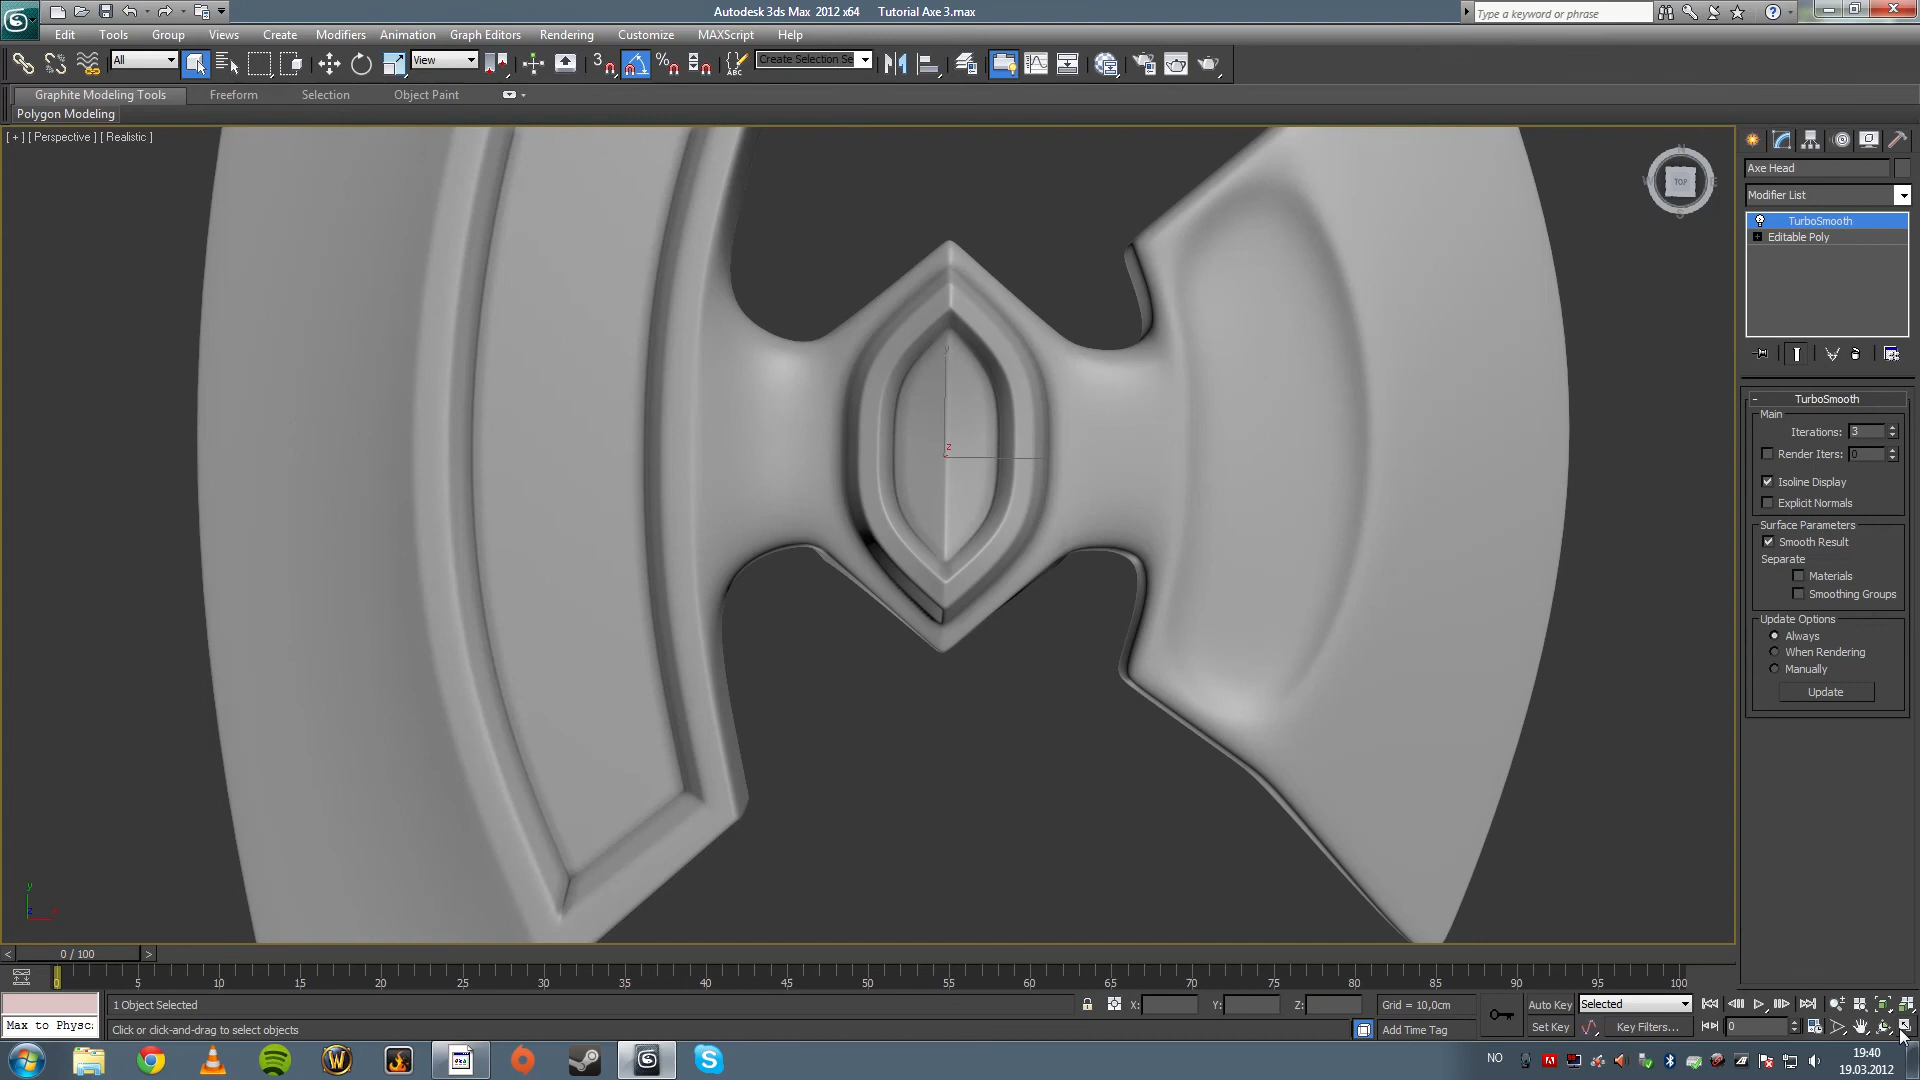 Autodesk 3ds Max 2012 x64 Tutorial Axe 3.max
Type a keyword or phrase
Edit Tools Group Views Create Modifiers Animation Graph Editors Rendering Customize MAXScript Help
All
View
3
%
ABC
Create Selection Se
Graphite Modeling Tools Freeform Selection Object Paint
Polygon Modeling
[ + ] [ Perspective ] [ Realistic ]
N
W
TOP
E
S
Axe Head
Modifier List
TurboSmooth
Editable Poly
- TurboSmooth
Main
Iterations: 3
Render Iters: 0
Isoline Display
Explicit Normals
Surface Parameters
Smooth Result
Separate
Materials
Smoothing Groups
Update Options
Always
When Rendering
Manually
Update
y
z
y
z
x
< 0 / 100 >
0 5 10 15 20 25 30 35 40 45 50 55 60 65 70 75 80 85 90 95 100
1 Object Selected
X: Y: Z: Grid = 10,0cm
Auto Key Selected
Max to Physc:
Click or click-and-drag to select objects
Add Time Tag
Set Key Key Filters... 0
NO
19:40
19.03.2012